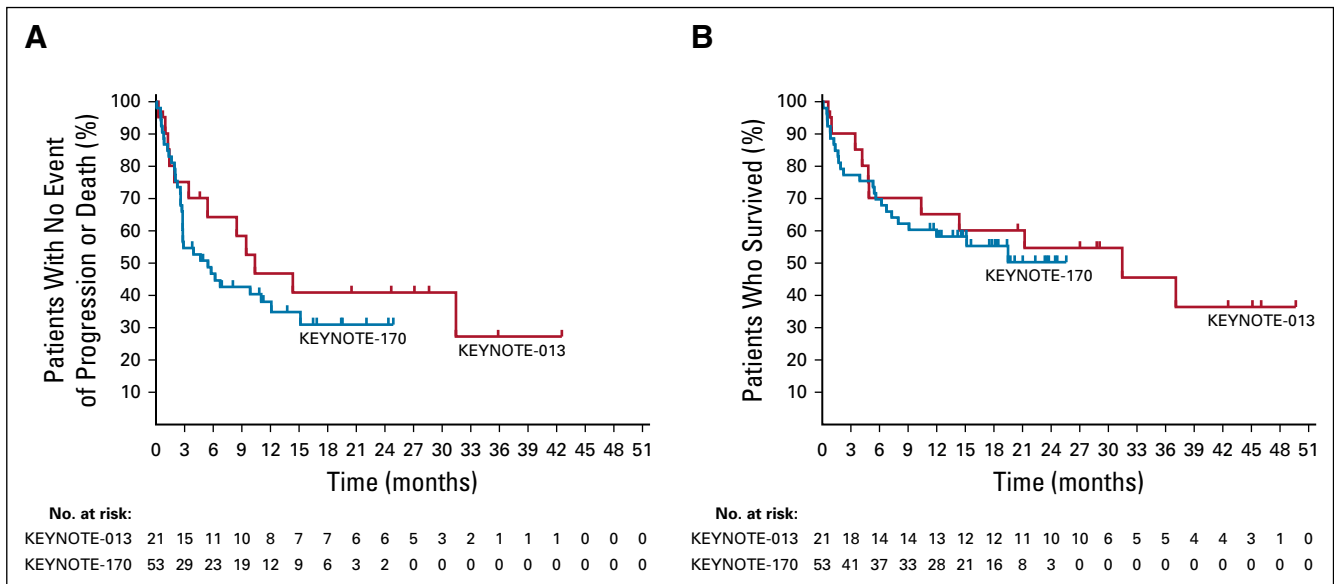 A
Patients With No Event
of Progression or Death (%)
100
90
80
70
60
50
40
30
20
10
KEYNOTE-170
KEYNOTE-013
0 3 6 9 12 15 18 21 24 27 30 33 36 39 42 45 48 51
Time (months)
No. at risk:
KEYNOTE-013 21 15 11 10 8 7 7 6 6 5 3 2 1 1 1 0 0 0
KEYNOTE-170 53 29 23 19 12 9 6 3 2 0 0 0 0 0 0 0 0 0
B
Patients Who Survived (%)
100
90
80
70
60
50
40
30
20
10
KEYNOTE-170
KEYNOTE-013
0 3 6 9 12 15 18 21 24 27 30 33 36 39 42 45 48 51
Time (months)
No. at risk:
KEYNOTE-013 21 18 14 14 13 12 12 11 10 10 6 5 5 4 4 3 1 0
KEYNOTE-170 53 41 37 33 28 21 16 8 3 0 0 0 0 0 0 0 0 0